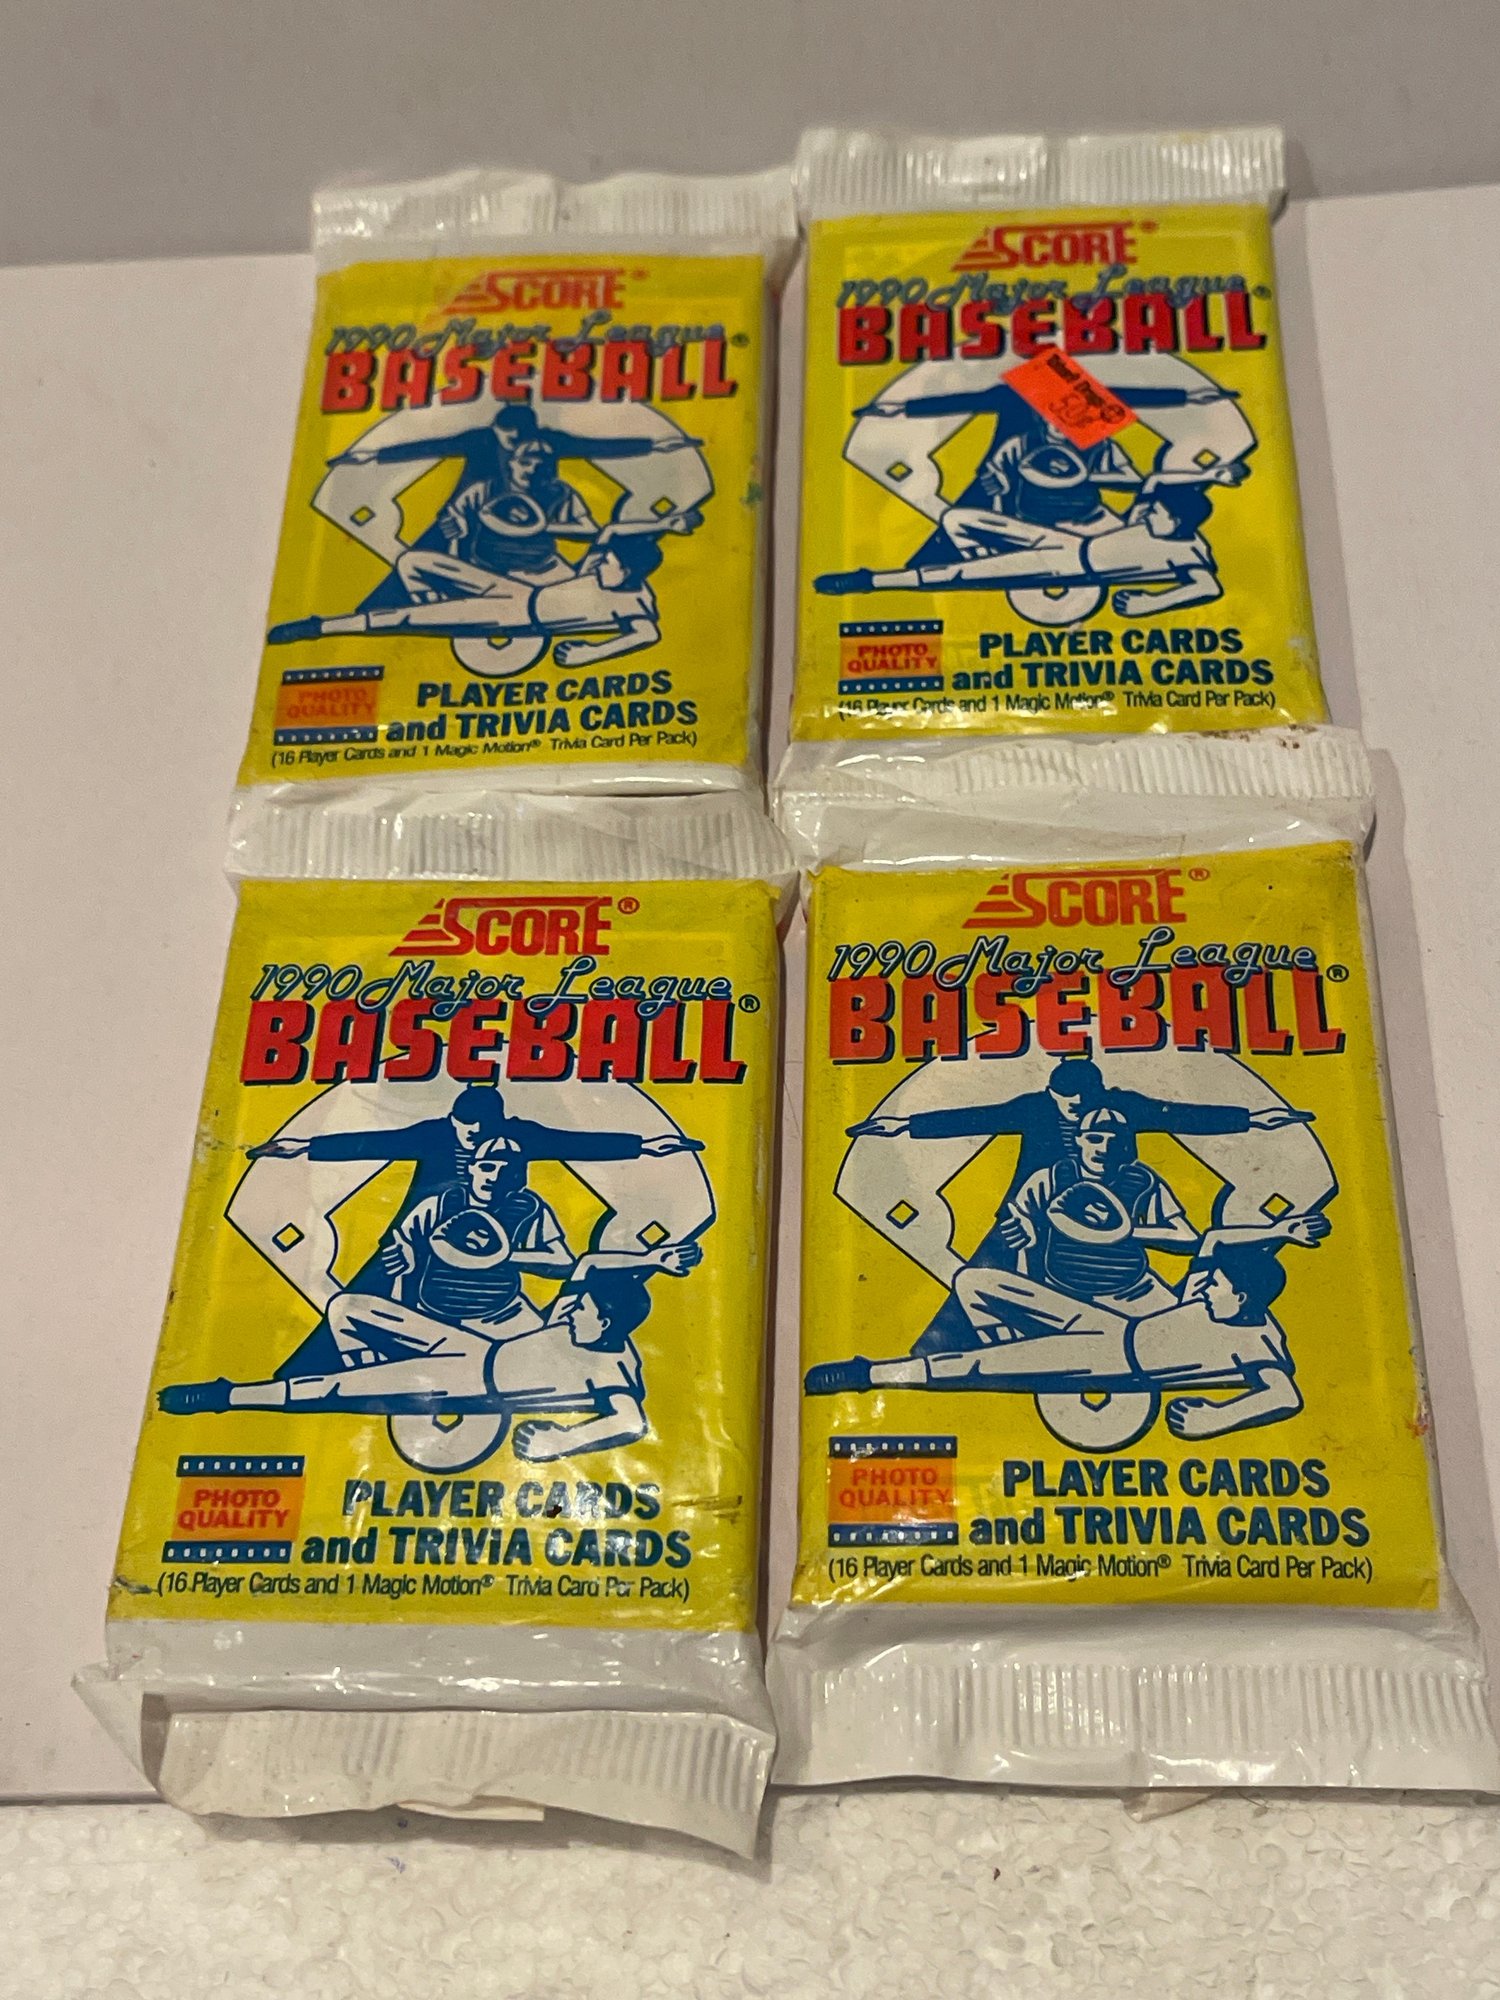 SCORE®
1990 Major League
BASEBALL®
PHOTO
QUALITY
PLAYER CARDS
and TRIVIA CARDS
(16 Player Cards and 1 Magic Motion® Trivia Card Per Pack)
SCORE®
1990 Major League
BASEBALL®
50¢
PHOTO
QUALITY
PLAYER CARDS
and TRIVIA CARDS
(16 Player Cards and 1 Magic Motion® Trivia Card Per Pack)
SCORE®
1990 Major League
BASEBALL®
PHOTO
QUALITY
PLAYER CARDS
and TRIVIA CARDS
(16 Player Cards and 1 Magic Motion® Trivia Card Per Pack)
SCORE®
1990 Major League
BASEBALL®
PHOTO
QUALITY
PLAYER CARDS
and TRIVIA CARDS
(16 Player Cards and 1 Magic Motion® Trivia Card Per Pack)